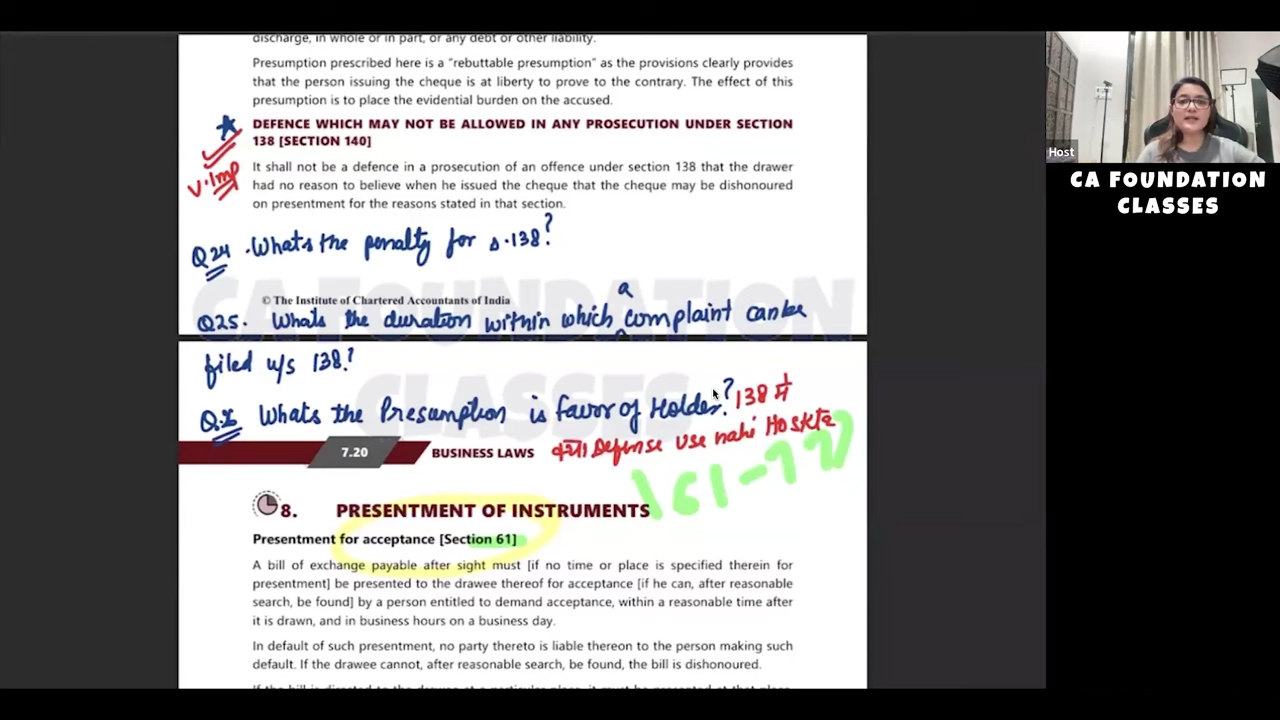 discharge, in whole or in part, or any debt or other liability.
Presumption prescribed here is a "rebuttable presumption" as the provisions clearly provides
that the person issuing the cheque is at liberty to prove to the contrary. The effect of this
presumption is to place the evidential burden on the accused.
DEFENCE WHICH MAY NOT BE ALLOWED IN ANY PROSECUTION UNDER SECTION
138 [SECTION 140]
V.Imp
It shall not be a defence in a prosecution of an offence under section 138 that the drawer
had no reason to believe when he issued the cheque that the cheque may be dishonoured
on presentment for the reasons stated in that section.
Q24 . Whats the penalty for s.138?
© The Institute of Chartered Accountants of India
Q25. Whats the duration within which a complaint can be
filed u/s 138?
Whats the Presumption is favor of Holder? 138 में
Defense use nahi Ho skta
7.20 BUSINESS LAWS
8. PRESENTMENT OF INSTRUMENTS
Presentment for acceptance [Section 61]
A bill of exchange payable after sight must [if no time or place is specified therein for
presentment] be presented to the drawee thereof for acceptance [if he can, after reasonable
search, be found] by a person entitled to demand acceptance, within a reasonable time after
it is drawn, and in business hours on a business day.
In default of such presentment, no party thereto is liable thereon to the person making such
default. If the drawee cannot, after reasonable search, be found, the bill is dishonoured.
CA FOUNDATION
CLASSES
Host
CA FOUNDATION
CLASSES